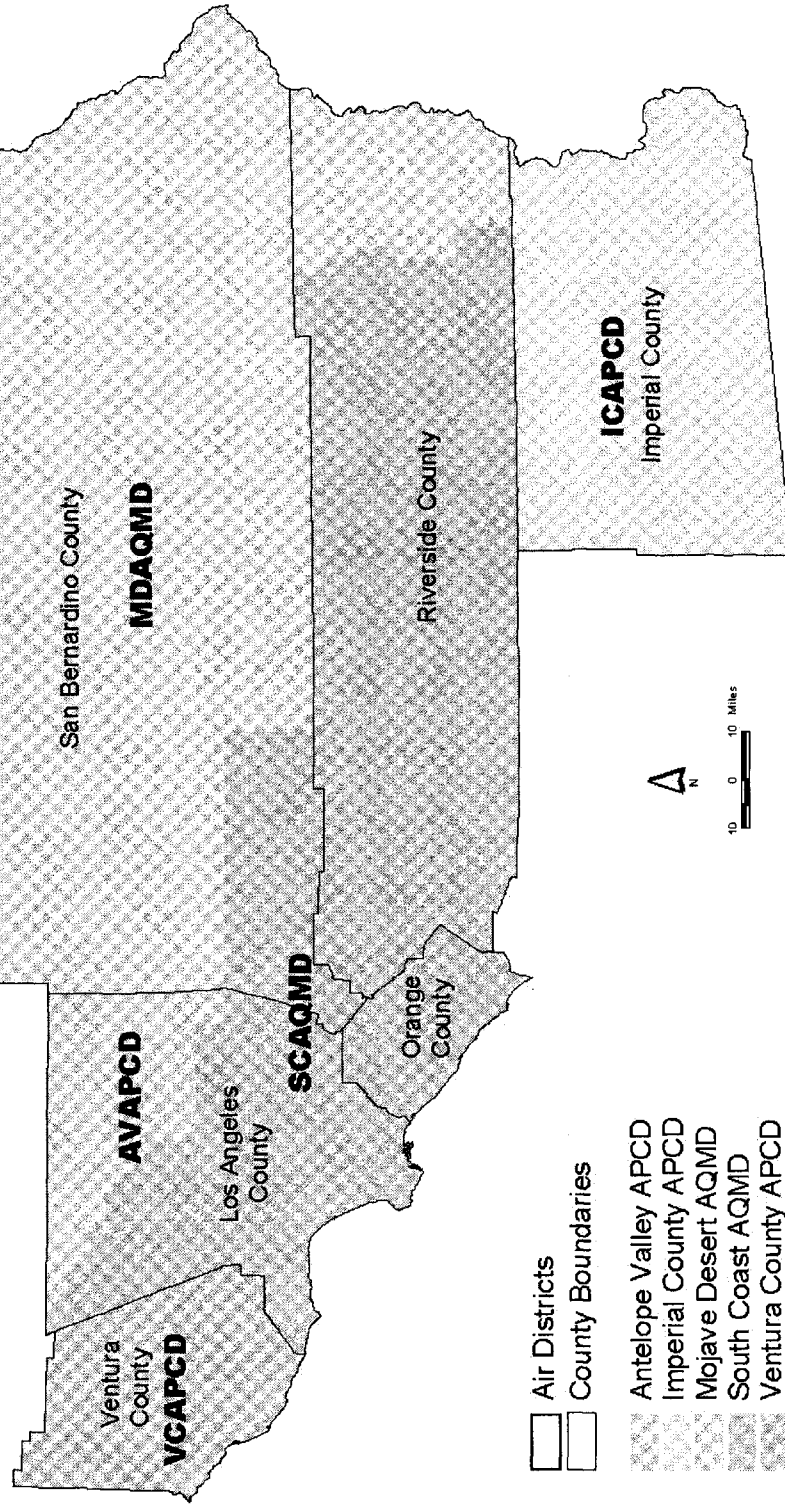 San Bernardino County
MDAQMD
AVAPCD
Los Angeles
County
Ventura
County
VCAPCD
SCAQMD
Orange
County
Riverside County
ICAPCD
Imperial County
N
10 0 10 Miles
Air Districts
County Boundaries
Antelope Valley APCD
Imperial County APCD
Mojave Desert AQMD
South Coast AQMD
Ventura County APCD